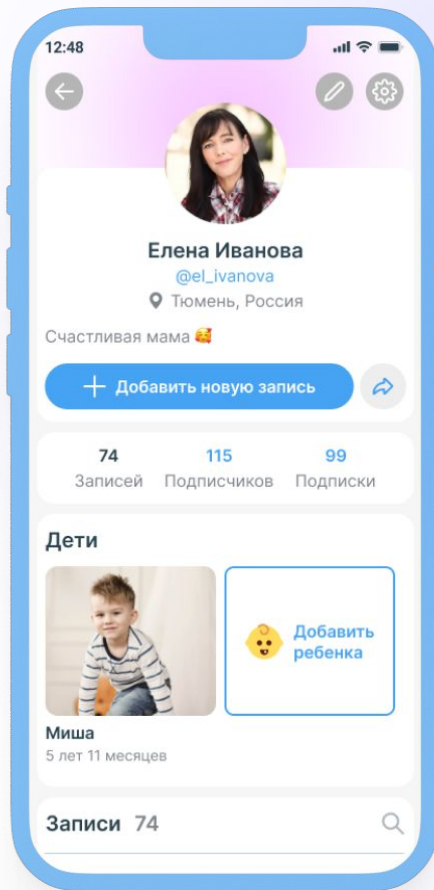 12:48
Елена Иванова
@el_ivanova
Тюмень, Россия
Счастливая мама 🥰
Добавить новую запись
74 115 99
Записей Подписчиков Подписки
Дети
Добавить
ребенка
Миша
5 лет 11 месяцев
Записи 74